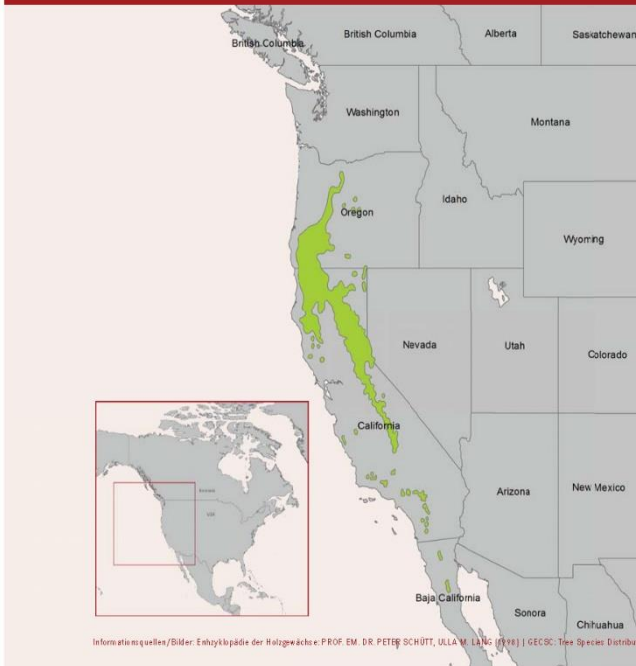 British Columbia
British Columbia
Alberta
Saskatchewan
Washington
Montana
Oregon
Idaho
Wyoming
Nevada
Utah
Colorado
California
Arizona
New Mexico
Baja California
Sonora
Chihuahua
Informationsquellen/Bilder: Enhzyklopädie der Holzgewächse: PROF. EM. DR. PETER SCHÜTT, ULLA M. LANG (1998) | GECSC: Tree Species Distribu